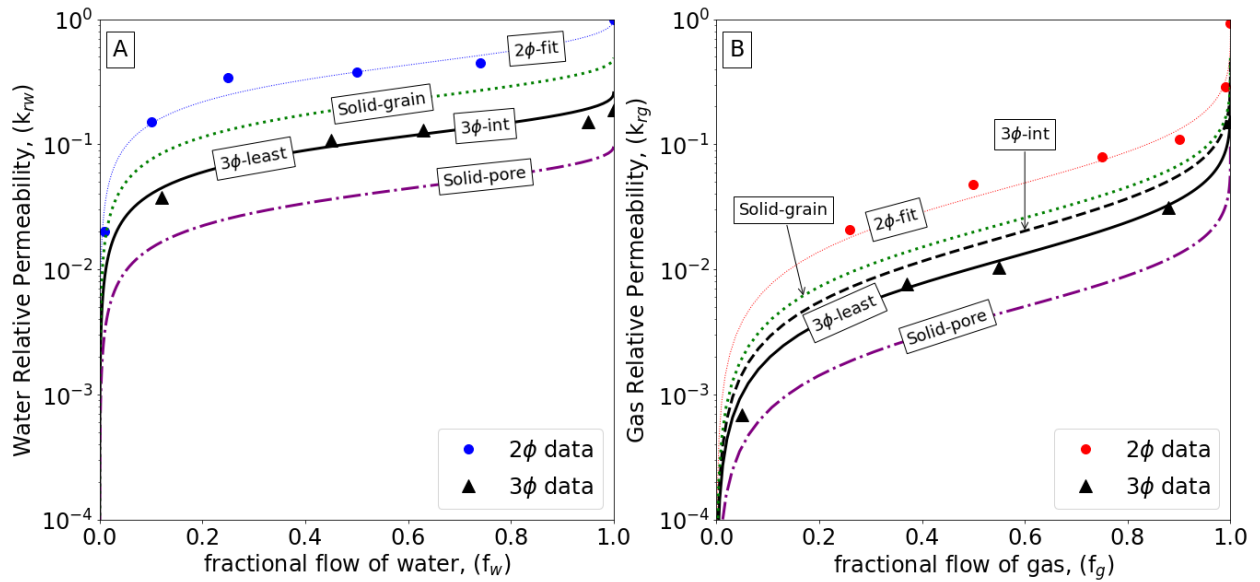 A
Water Relative Permeability, (k_rw)
10⁰
10⁻¹
10⁻²
10⁻³
10⁻⁴
2ϕ-fit
Solid-grain
3ϕ-int
3ϕ-least
Solid-pore
2ϕ data
3ϕ data
0.0 0.2 0.4 0.6 0.8 1.0
fractional flow of water, (f_w)
B
Gas Relative Permeability, (k_rg)
10⁰
10⁻¹
10⁻²
10⁻³
10⁻⁴
3ϕ-int
Solid-grain
2ϕ-fit
3ϕ-least
Solid-pore
2ϕ data
3ϕ data
0.0 0.2 0.4 0.6 0.8 1.0
fractional flow of gas, (f_g)